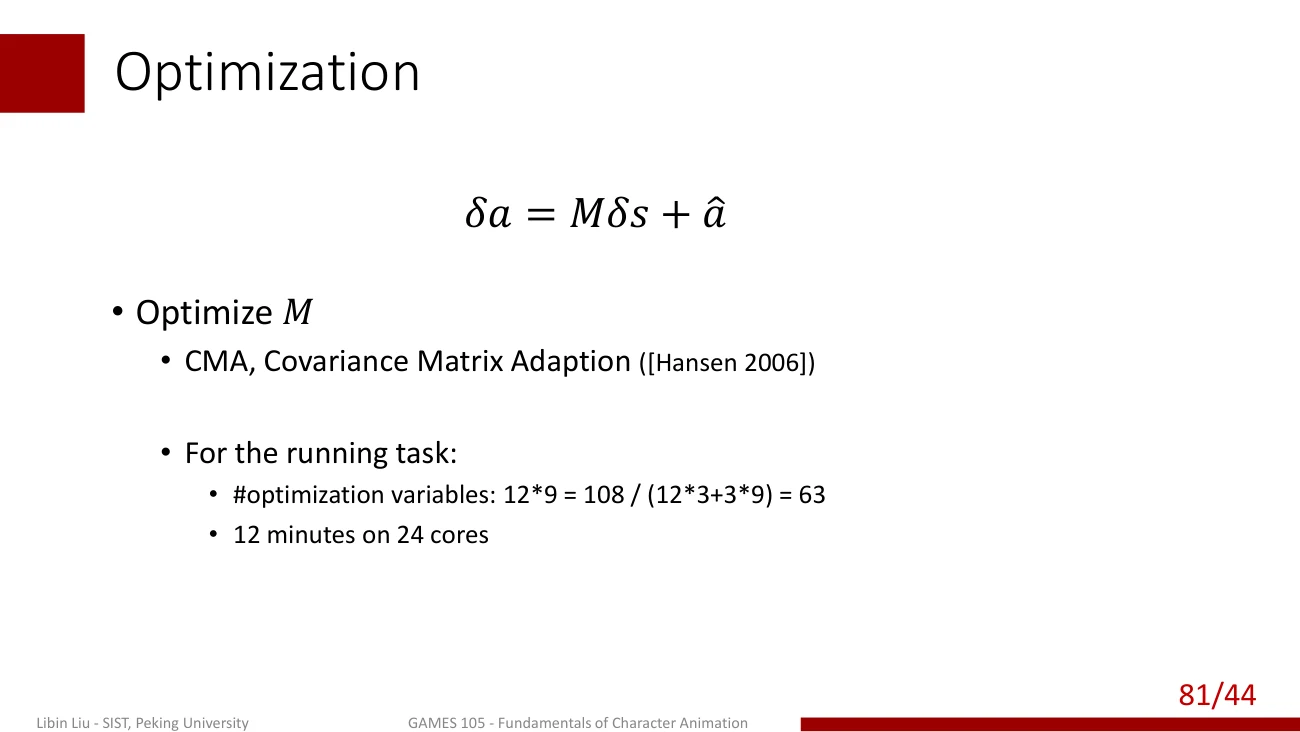 Optimization
δa = Mδs + â
• Optimize M
• CMA, Covariance Matrix Adaption ([Hansen 2006])
• For the running task:
• #optimization variables: 12*9 = 108 / (12*3+3*9) = 63
• 12 minutes on 24 cores
81/44
Libin Liu - SIST, Peking University
GAMES 105 - Fundamentals of Character Animation